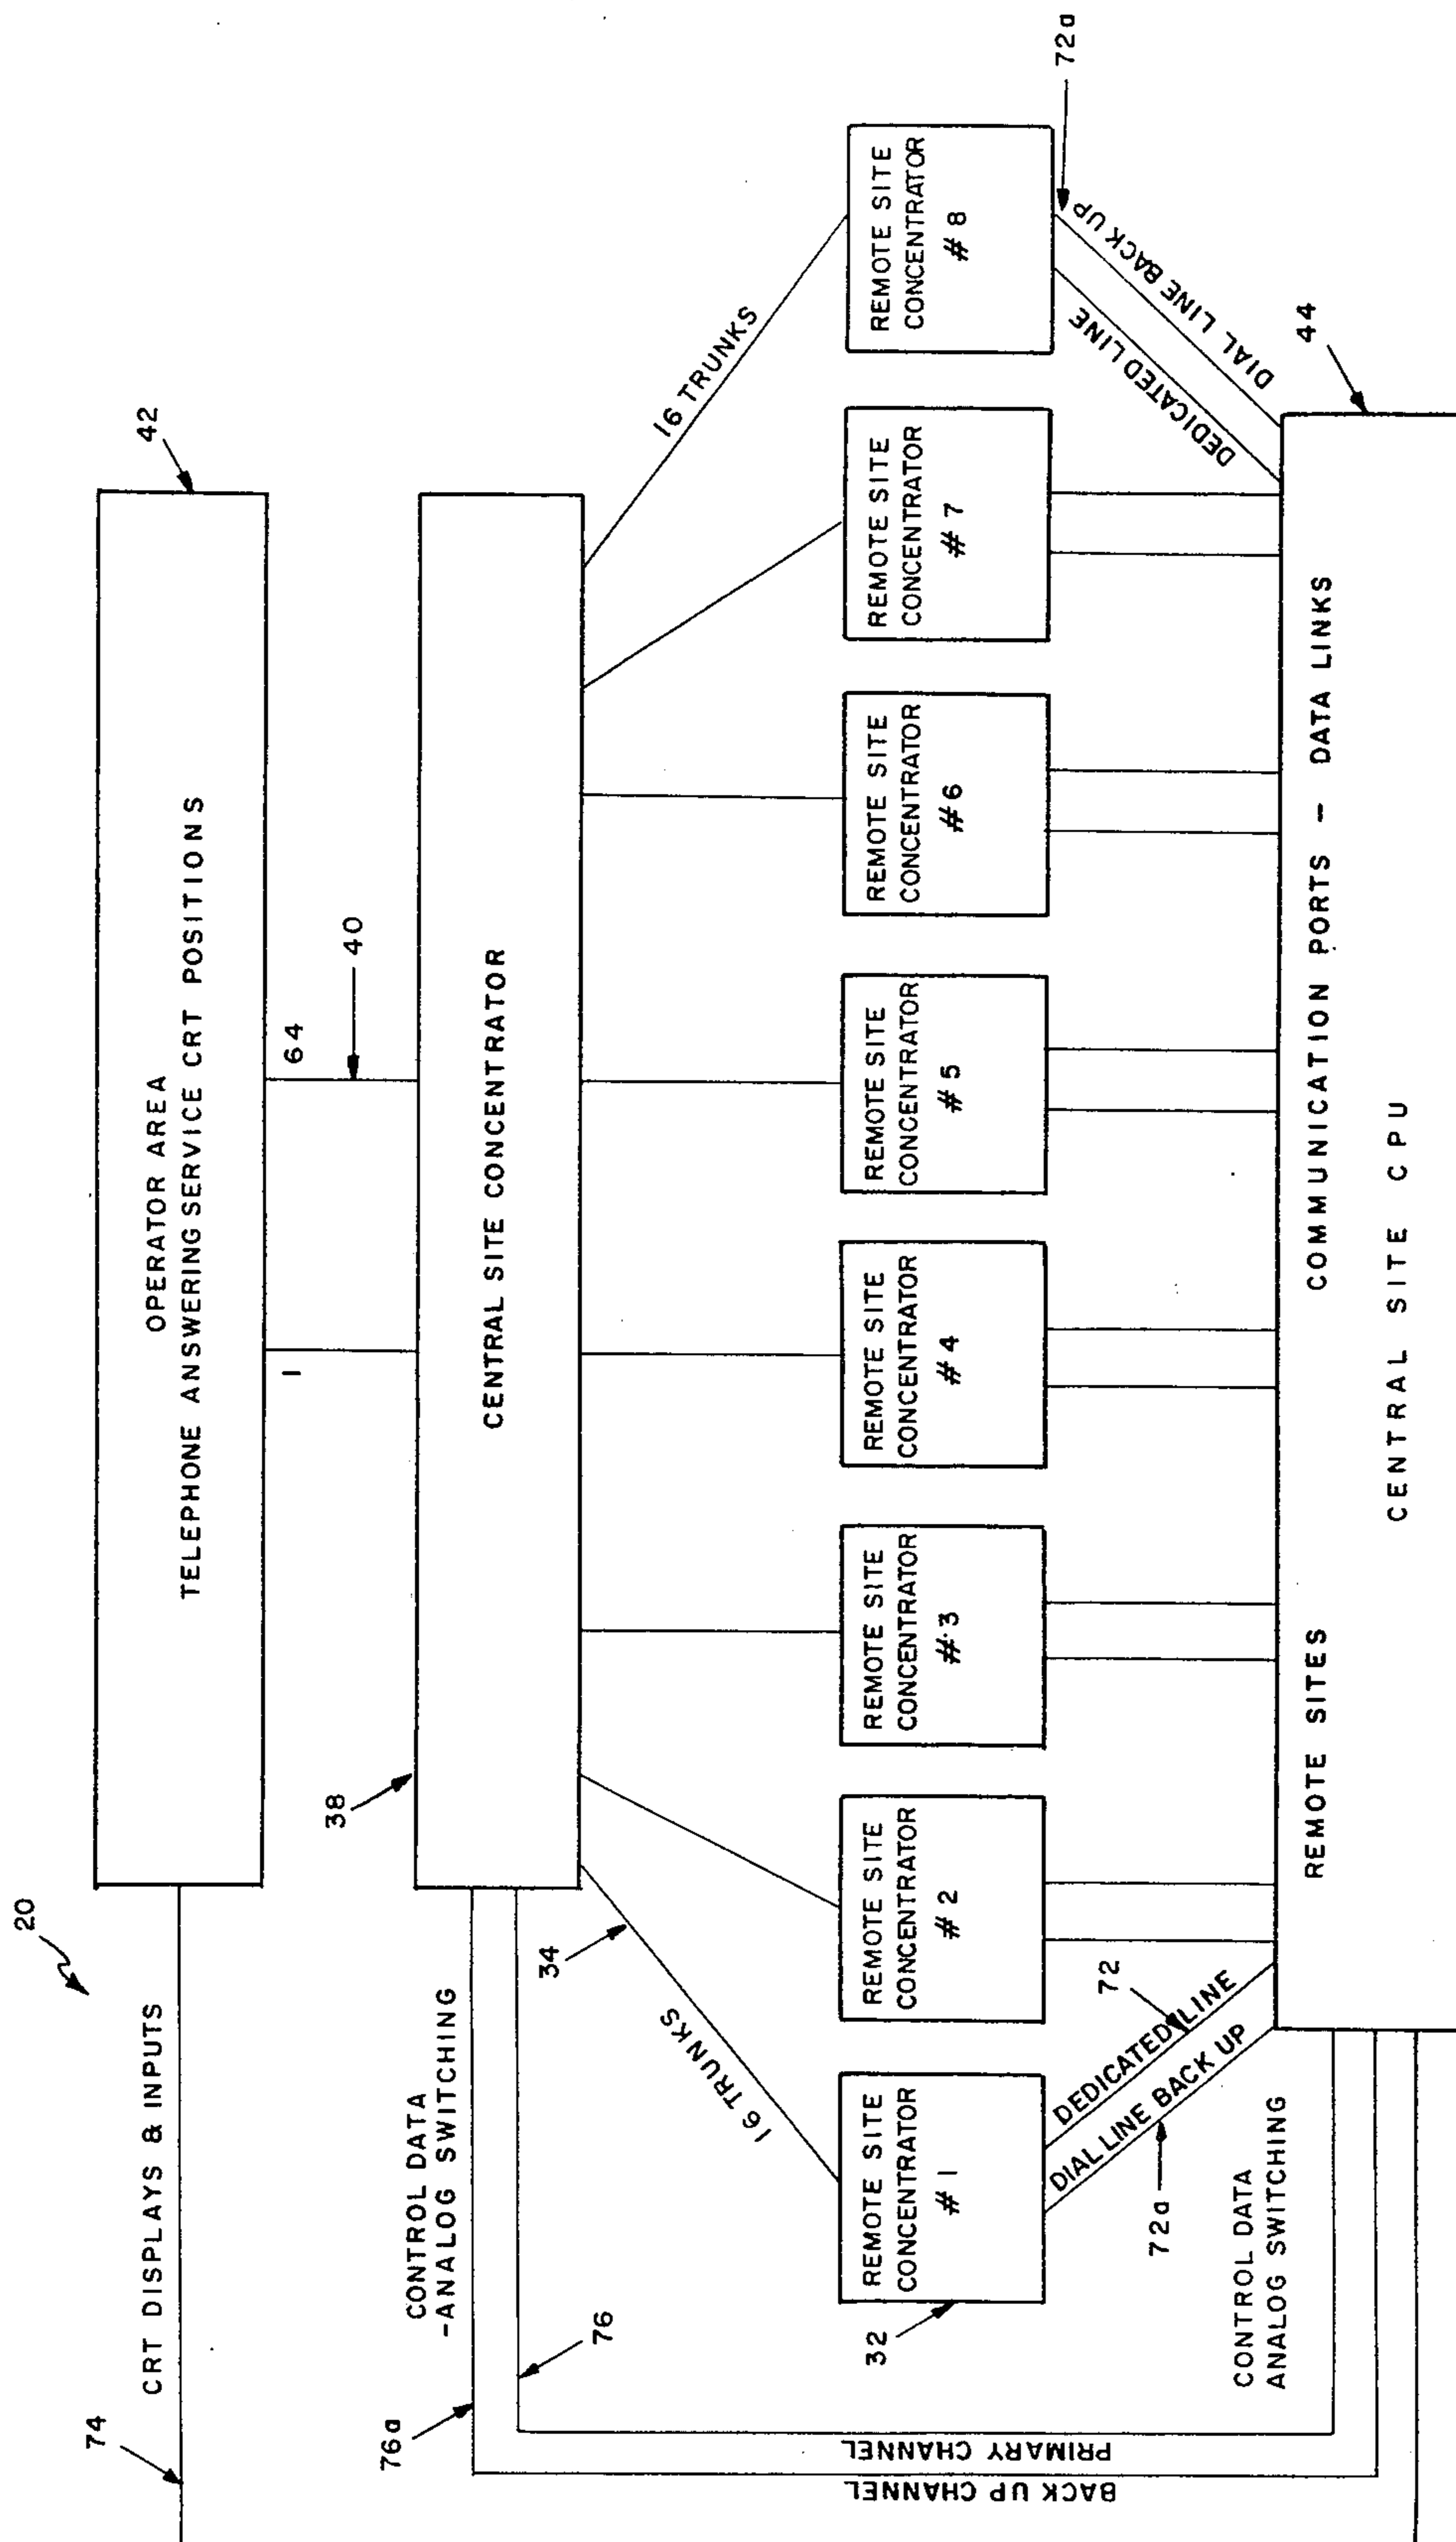 20
74
CRT DISPLAYS & INPUTS
OPERATOR AREA
TELEPHONE ANSWERING SERVICE CRT POSITIONS
42
1
64
40
CONTROL DATA
-ANALOG SWITCHING
76a
76
38
CENTRAL SITE CONCENTRATOR
34
16 TRUNKS
16 TRUNKS
BACK UP CHANNEL
PRIMARY CHANNEL
32
REMOTE SITE
CONCENTRATOR
#1
REMOTE SITE
CONCENTRATOR
#2
REMOTE SITE
CONCENTRATOR
#3
REMOTE SITE
CONCENTRATOR
#4
REMOTE SITE
CONCENTRATOR
#5
REMOTE SITE
CONCENTRATOR
#6
REMOTE SITE
CONCENTRATOR
#7
REMOTE SITE
CONCENTRATOR
#8
72
DEDICATED LINE
DIAL LINE BACK UP
72a
DEDICATED LINE
DIAL LINE BACK UP
72a
CONTROL DATA
ANALOG SWITCHING
44
REMOTE SITES
COMMUNICATION PORTS - DATA LINKS
CENTRAL SITE CPU